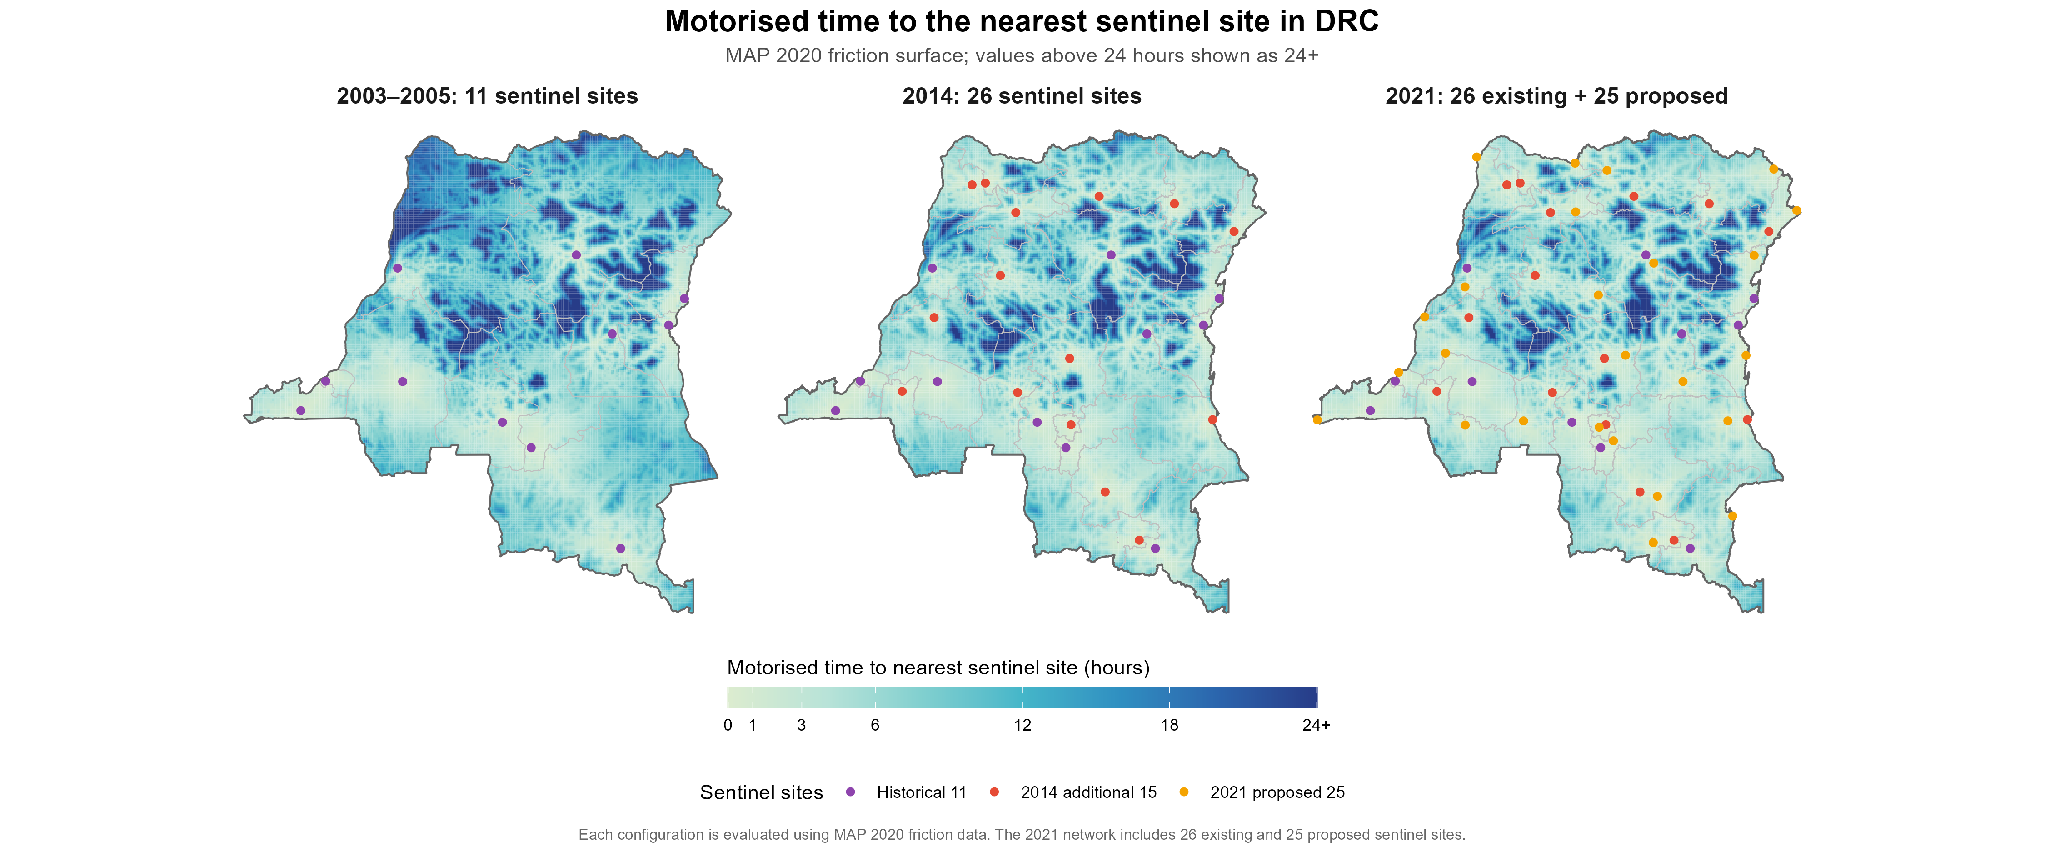 Motorised time to the nearest sentinel site in DRC
MAP 2020 friction surface; values above 24 hours shown as 24+
2003–2005: 11 sentinel sites
2014: 26 sentinel sites
2021: 26 existing + 25 proposed
Motorised time to nearest sentinel site (hours)
0 1 3 6 12 18 24+
Sentinel sites Historical 11 2014 additional 15 2021 proposed 25
Each configuration is evaluated using MAP 2020 friction data. The 2021 network includes 26 existing and 25 proposed sentinel sites.